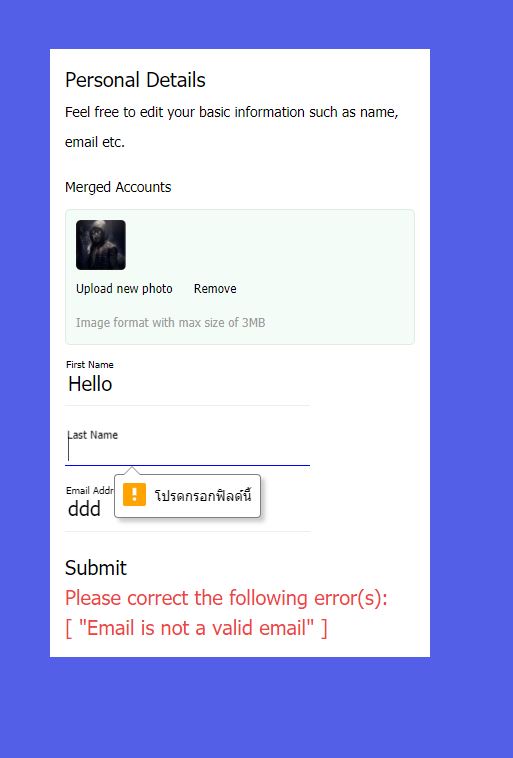 Personal Details
Feel free to edit your basic information such as name,
email etc.
Merged Accounts
Upload new photo Remove
Image format with max size of 3MB
First Name
Hello
Last Name
โปรดกรอกฟิลด์นี้
Email Addr
ddd
Submit
Please correct the following error(s):
[ "Email is not a valid email" ]